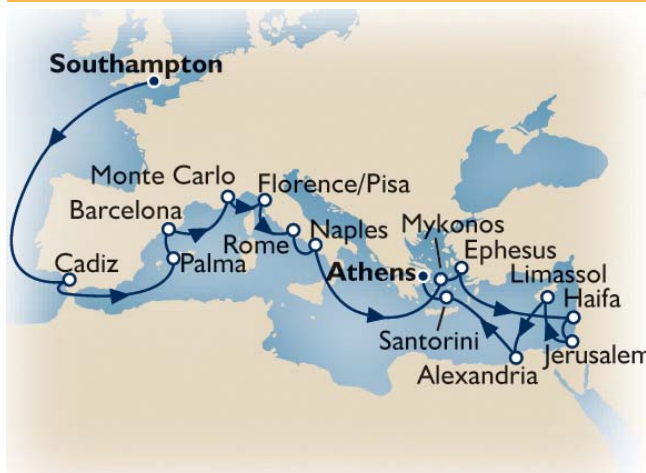 Southampton
Monte Carlo
Florence/Pisa
Barcelona
Mykonos
Rome
Naples
Ephesus
Cadiz
Palma
Athens
Limassol
Haifa
Santorini
Jerusalem
Alexandria